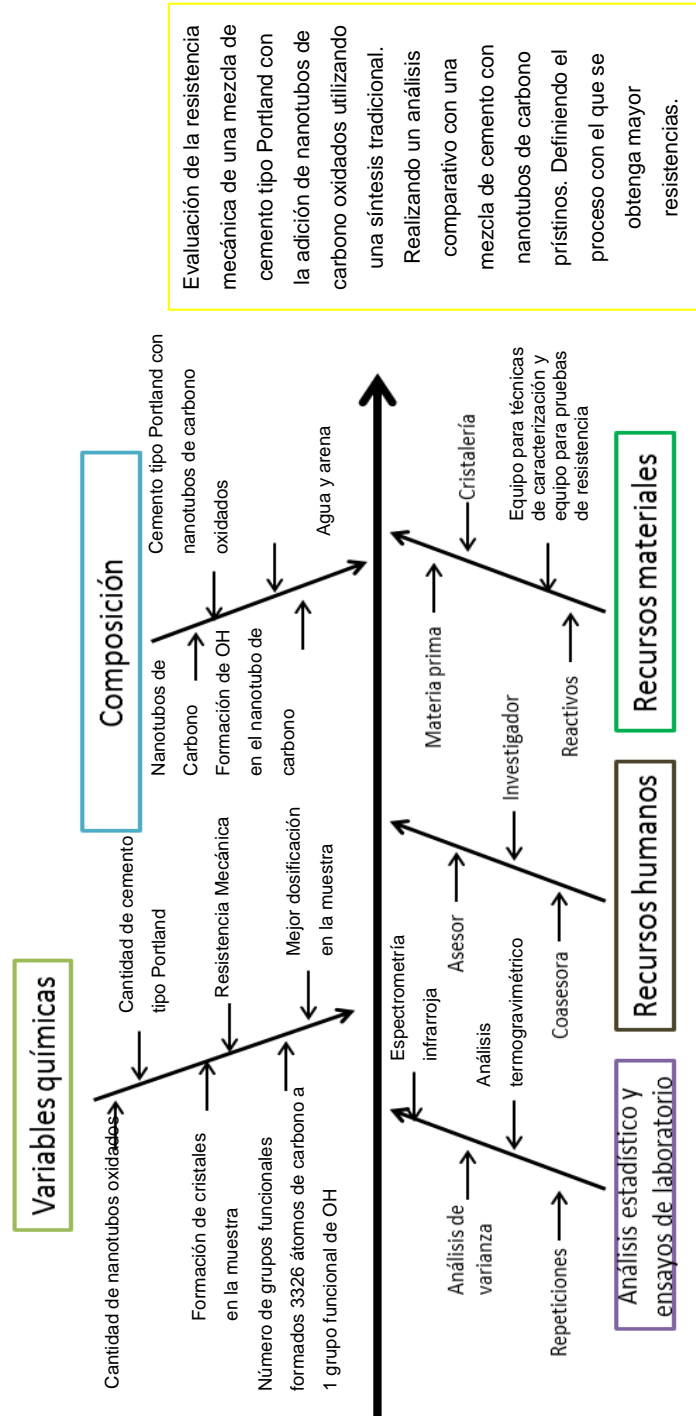 Variables químicas
Cantidad de nanotubos oxidados
Cantidad de cemento
tipo Portland
Formación de cristales
en la muestra
Resistencia Mecánica
Número de grupos funcionales
formados 3326 átomos de carbono a
1 grupo funcional de OH
Mejor dosificación
en la muestra
Composición
Nanotubos de
Carbono
Cemento tipo Portland con
nanotubos de carbono
oxidados
Formación de OH
en el nanotubo de
carbono
Agua y arena
Espectrometría
infrarroja
Análisis de
varianza
Análisis
termogravimétrico
Repeticiones
Análisis estadístico y
ensayos de laboratorio
Asesor
Investigador
Coasesora
Recursos humanos
Materia prima
Cristalería
Equipo para técnicas
de caracterización y
equipo para pruebas
de resistencia
Reactivos
Recursos materiales
Evaluación de la resistencia
mecánica de una mezcla de
cemento tipo Portland con
la adición de nanotubos de
carbono oxidados utilizando
una síntesis tradicional.
Realizando un análisis
comparativo con una
mezcla de cemento con
nanotubos de carbono
prístinos. Definiendo el
proceso con el que se
obtenga mayor
resistencias.